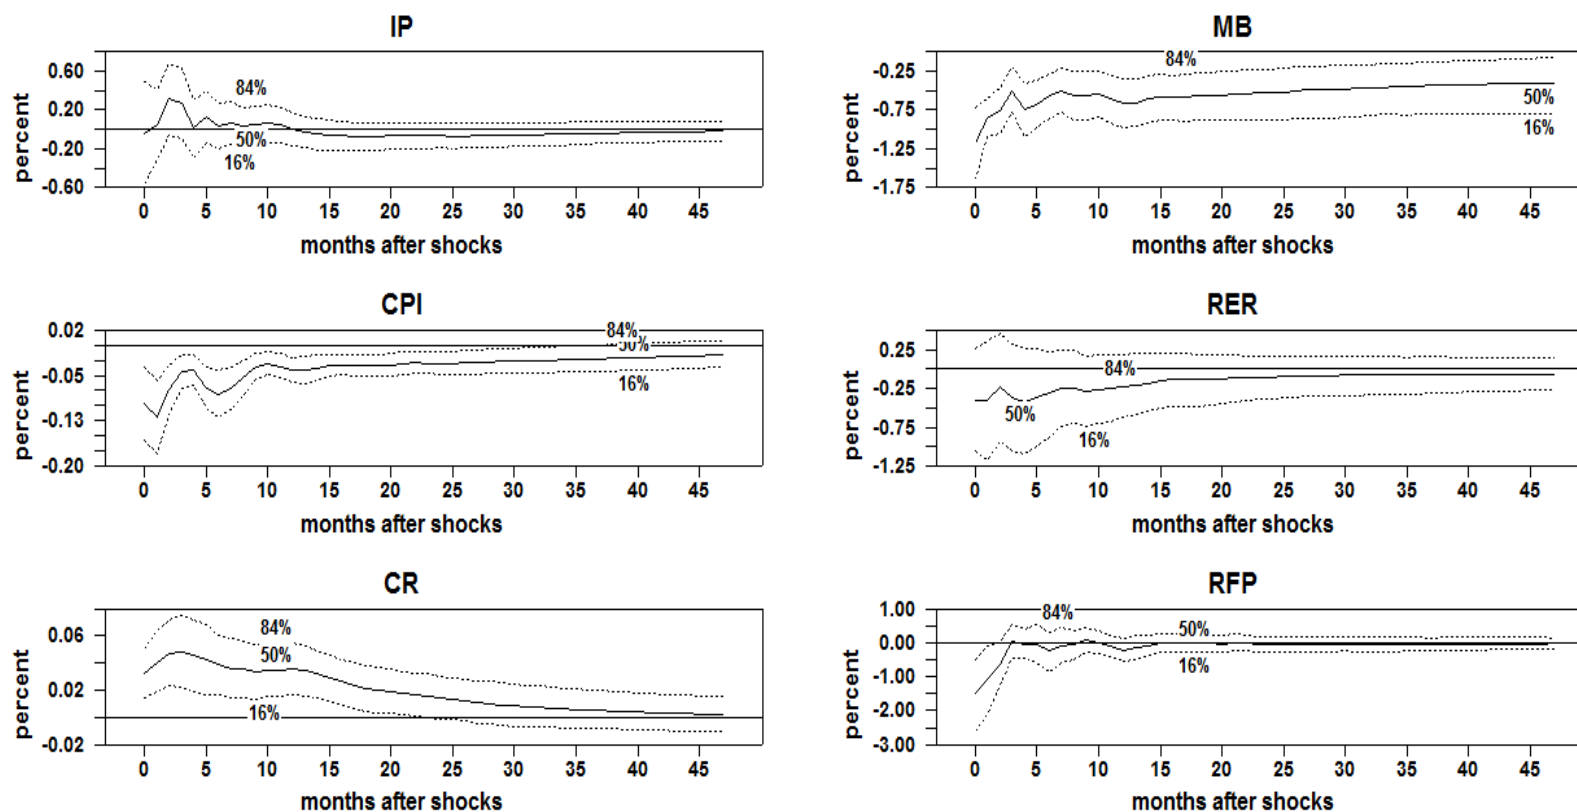 IP
percent
0.60
0.20
-0.20
-0.60
84%
50%
16%
0 5 10 15 20 25 30 35 40 45
months after shocks
MB
percent
-0.25
-0.75
-1.25
-1.75
84%
50%
16%
0 5 10 15 20 25 30 35 40 45
months after shocks
CPI
percent
0.02
-0.05
-0.13
-0.20
84%
50%
16%
0 5 10 15 20 25 30 35 40 45
months after shocks
RER
percent
0.25
-0.25
-0.75
-1.25
84%
50%
16%
0 5 10 15 20 25 30 35 40 45
months after shocks
CR
percent
0.06
0.02
-0.02
84%
50%
16%
0 5 10 15 20 25 30 35 40 45
months after shocks
RFP
percent
1.00
0.00
-1.00
-2.00
-3.00
84%
50%
16%
0 5 10 15 20 25 30 35 40 45
months after shocks